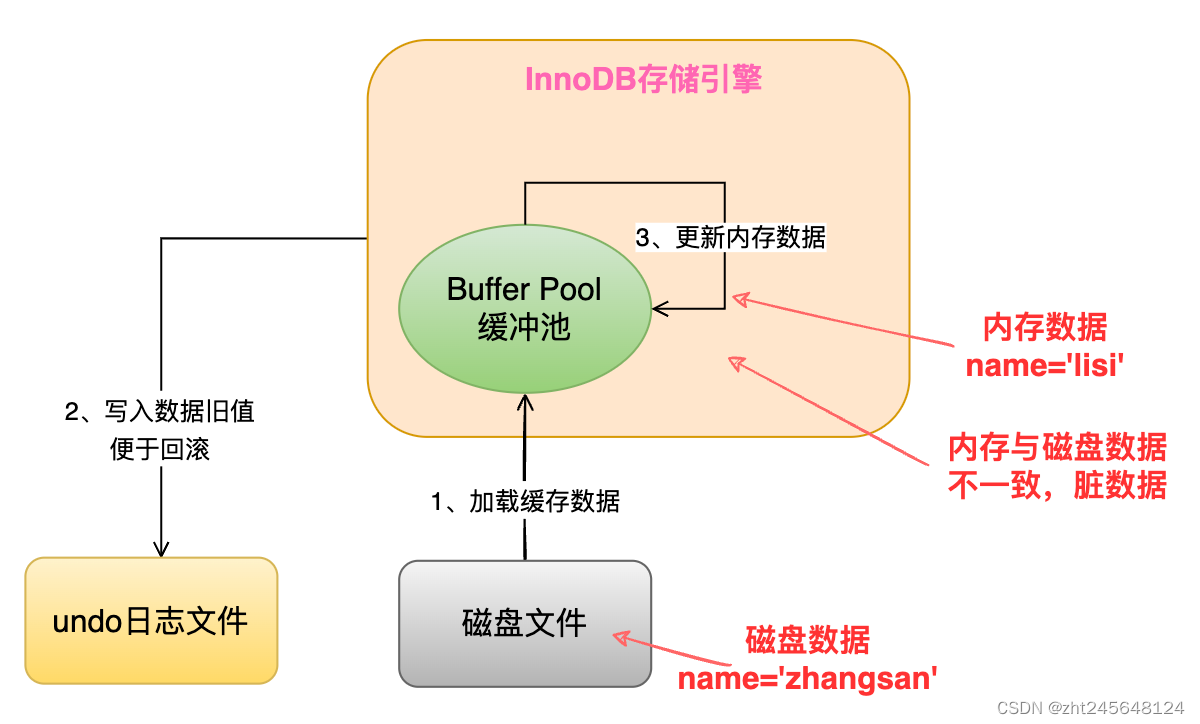 InnoDB存储引擎
3、更新内存数据
Buffer Pool
缓冲池
内存数据
name='lisi'
2、写入数据旧值
便于回滚
内存与磁盘数据
不一致，脏数据
1、加载缓存数据
undo日志文件
磁盘文件
磁盘数据
name='zhangsan'
CSDN @zht245648124